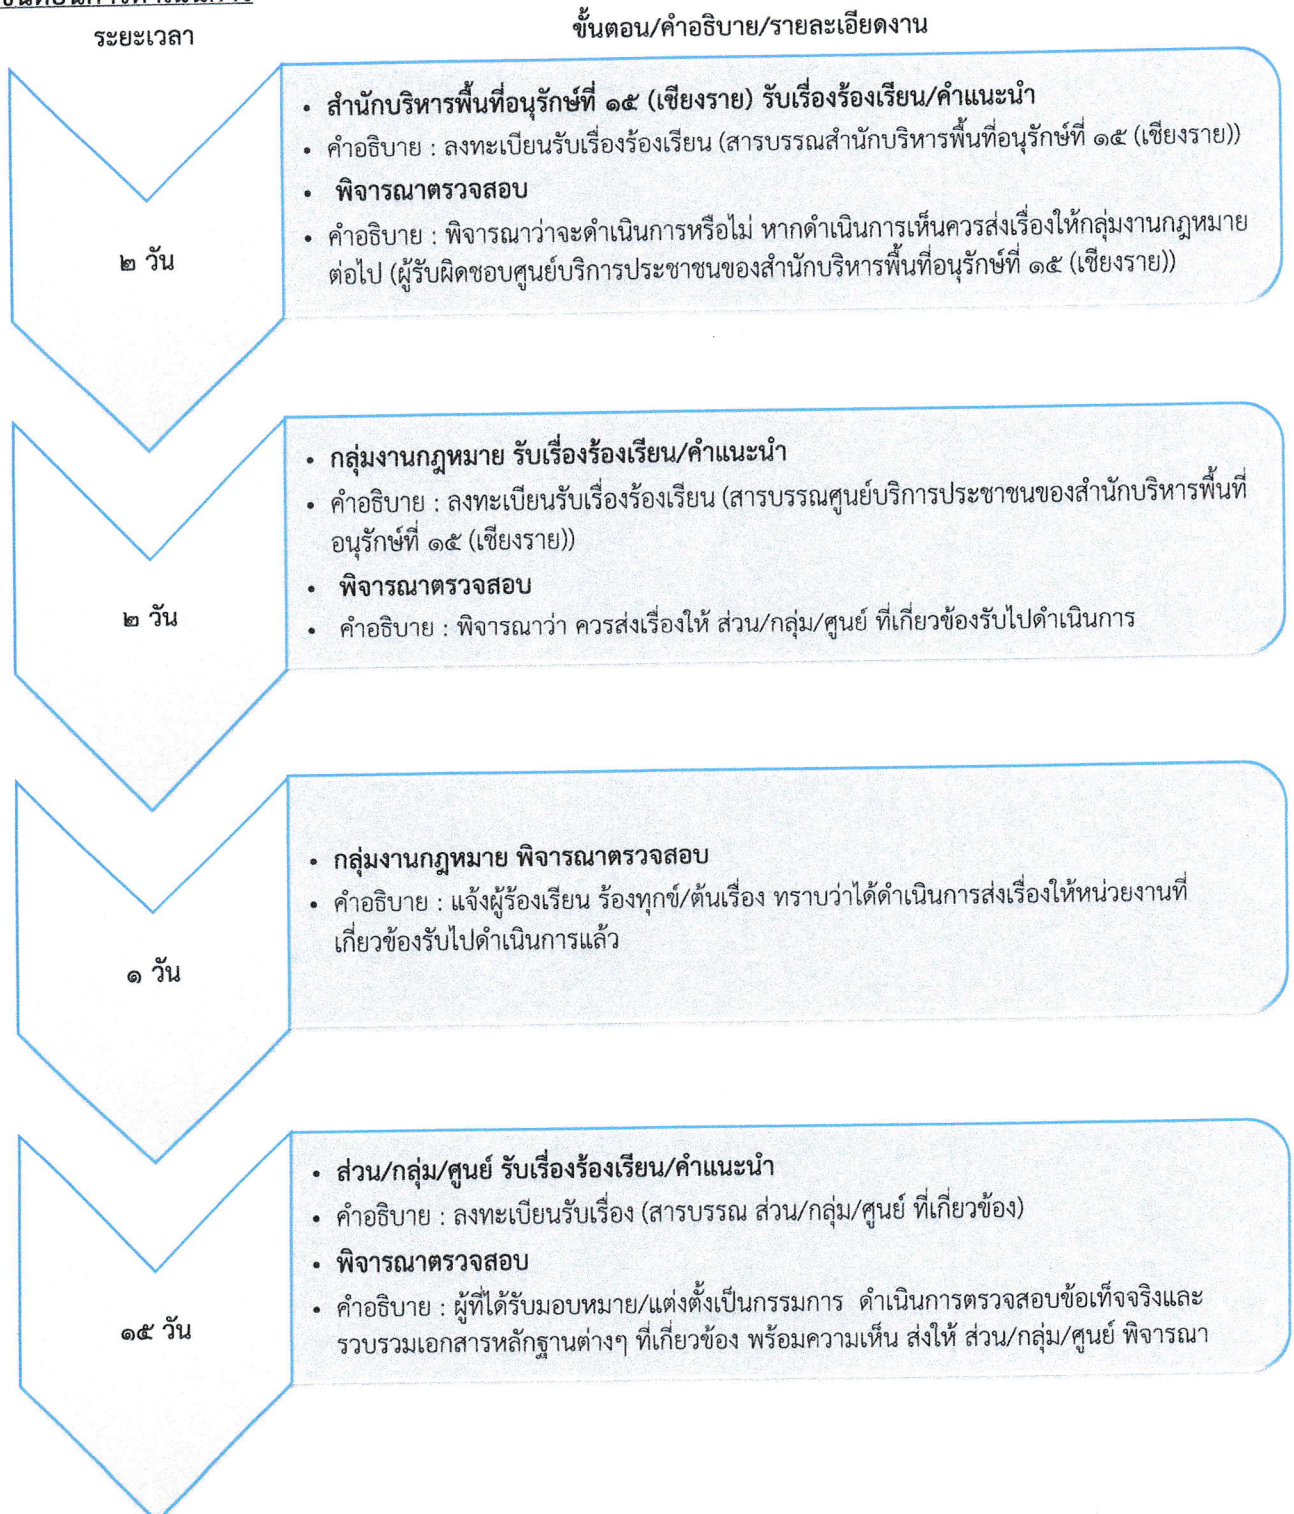 ระยะเวลา
ขั้นตอน/คำอธิบาย/รายละเอียดงาน
• สำนักบริหารพื้นที่อนุรักษ์ที่ ๑๕ (เชียงราย) รับเรื่องร้องเรียน/คำแนะนำ
• คำอธิบาย : ลงทะเบียนรับเรื่องร้องเรียน (สารบรรณสำนักบริหารพื้นที่อนุรักษ์ที่ ๑๕ (เชียงราย))
• พิจารณาตรวจสอบ
• คำอธิบาย : พิจารณาว่าจะดำเนินการหรือไม่ หากดำเนินการเห็นควรส่งเรื่องให้กลุ่มงานกฎหมาย
ต่อไป (ผู้รับผิดชอบศูนย์บริการประชาชนของสำนักบริหารพื้นที่อนุรักษ์ที่ ๑๕ (เชียงราย))
๒ วัน
• กลุ่มงานกฎหมาย รับเรื่องร้องเรียน/คำแนะนำ
• คำอธิบาย : ลงทะเบียนรับเรื่องร้องเรียน (สารบรรณศูนย์บริการประชาชนของสำนักบริหารพื้นที่
อนุรักษ์ที่ ๑๕ (เชียงราย))
• พิจารณาตรวจสอบ
• คำอธิบาย : พิจารณาว่า ควรส่งเรื่องให้ ส่วน/กลุ่ม/ศูนย์ ที่เกี่ยวข้องรับไปดำเนินการ
๒ วัน
• กลุ่มงานกฎหมาย พิจารณาตรวจสอบ
• คำอธิบาย : แจ้งผู้ร้องเรียน ร้องทุกข์/ต้นเรื่อง ทราบว่าได้ดำเนินการส่งเรื่องให้หน่วยงานที่
เกี่ยวข้องรับไปดำเนินการแล้ว
๑ วัน
• ส่วน/กลุ่ม/ศูนย์ รับเรื่องร้องเรียน/คำแนะนำ
• คำอธิบาย : ลงทะเบียนรับเรื่อง (สารบรรณ ส่วน/กลุ่ม/ศูนย์ ที่เกี่ยวข้อง)
• พิจารณาตรวจสอบ
• คำอธิบาย : ผู้ที่ได้รับมอบหมาย/แต่งตั้งเป็นกรรมการ ดำเนินการตรวจสอบข้อเท็จจริงและ
รวบรวมเอกสารหลักฐานต่างๆ ที่เกี่ยวข้อง พร้อมความเห็น ส่งให้ ส่วน/กลุ่ม/ศูนย์ พิจารณา
๑๕ วัน